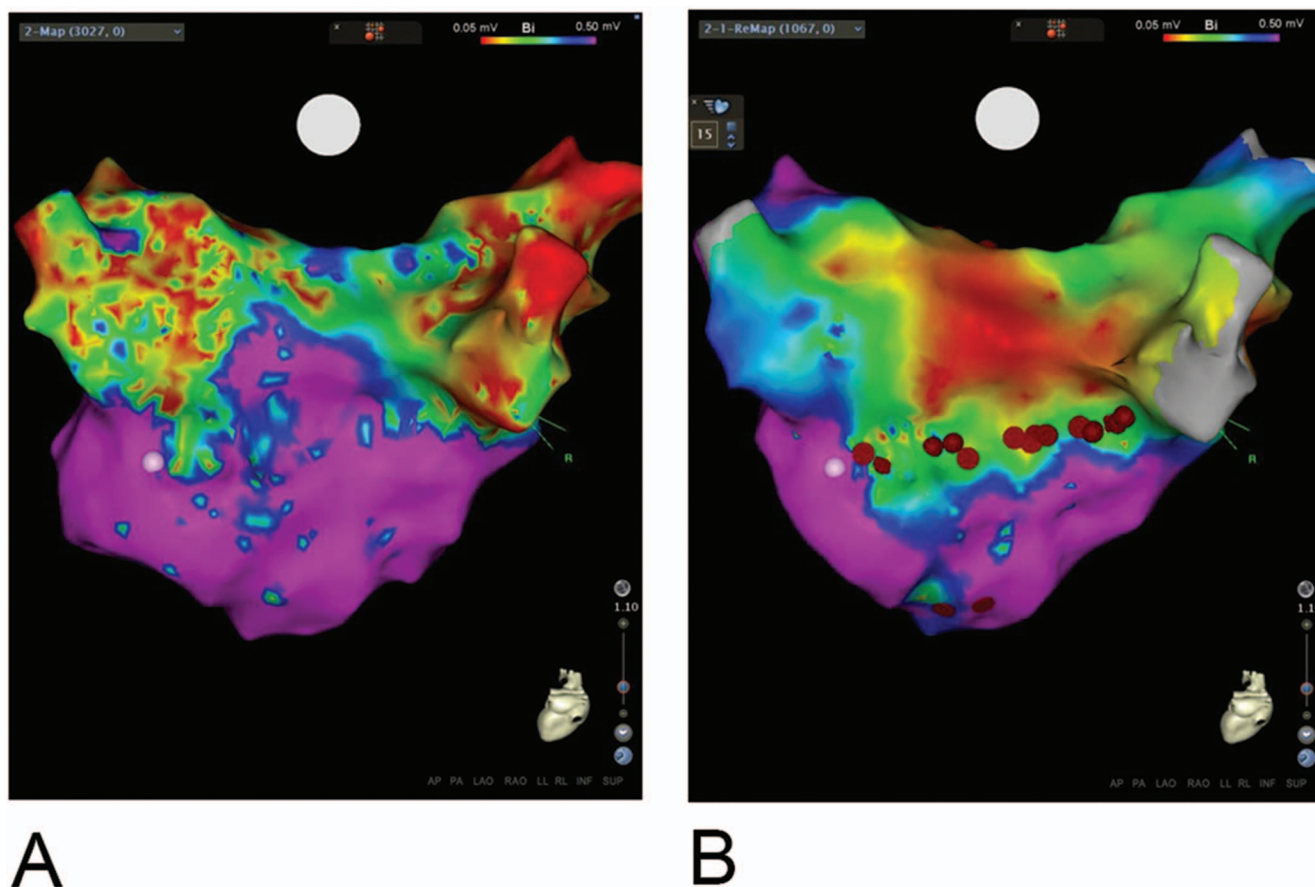 2-Map (3027, 0)
0.05 mV Bi 0.50 mV
R
1.10
AP PA LAO RAO LL RL INF SUP
A
2-1-ReMap (1067, 0)
0.05 mV Bi 0.50 mV
15
R
1.1
AP PA LAO RAO LL RL INF SUP
B